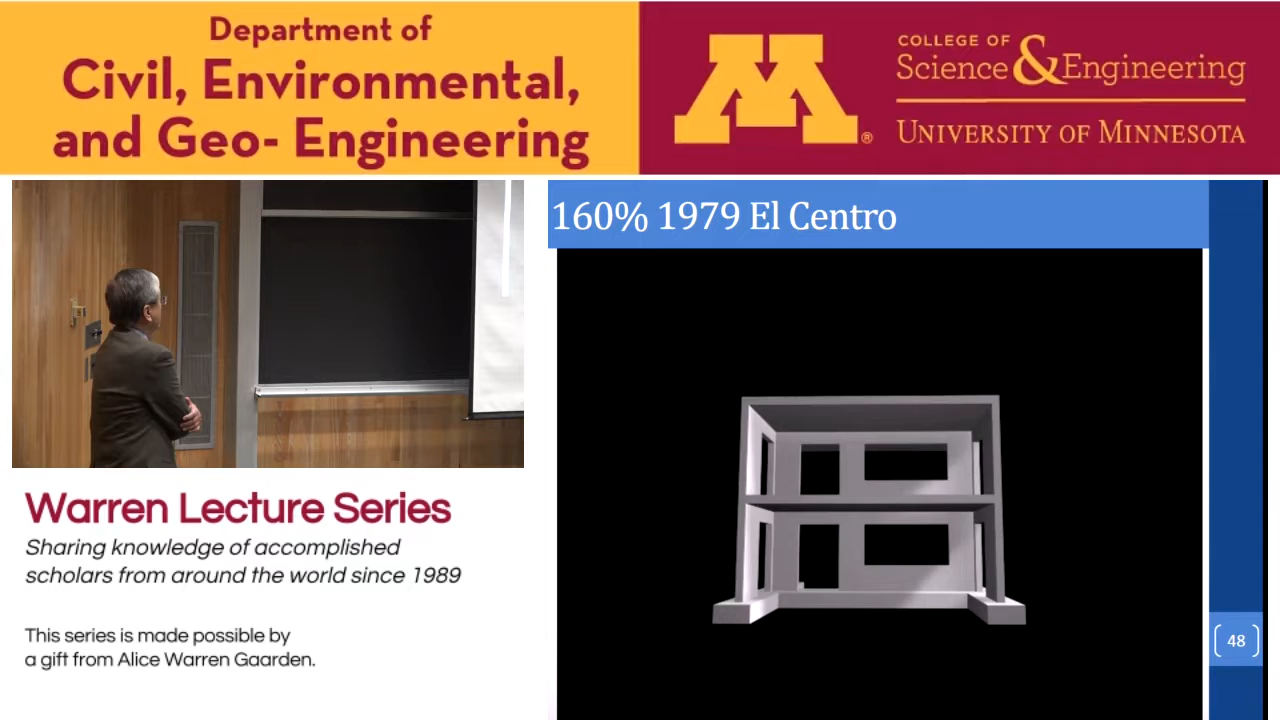 Department of
Civil, Environmental,
and Geo- Engineering
M®
COLLEGE OF
Science & Engineering
UNIVERSITY OF MINNESOTA
160% 1979 El Centro
Warren Lecture Series
Sharing knowledge of accomplished
scholars from around the world since 1989
This series is made possible by
a gift from Alice Warren Gaarden.
48